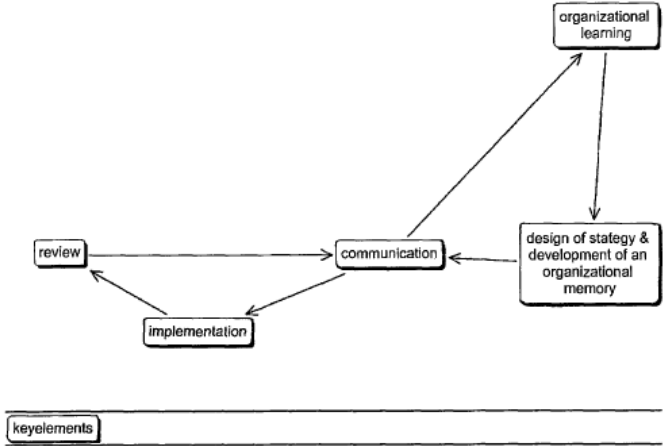 organizational
learning
design of stategy &
development of an
organizational
memory
review
communication
implementation
keyelements